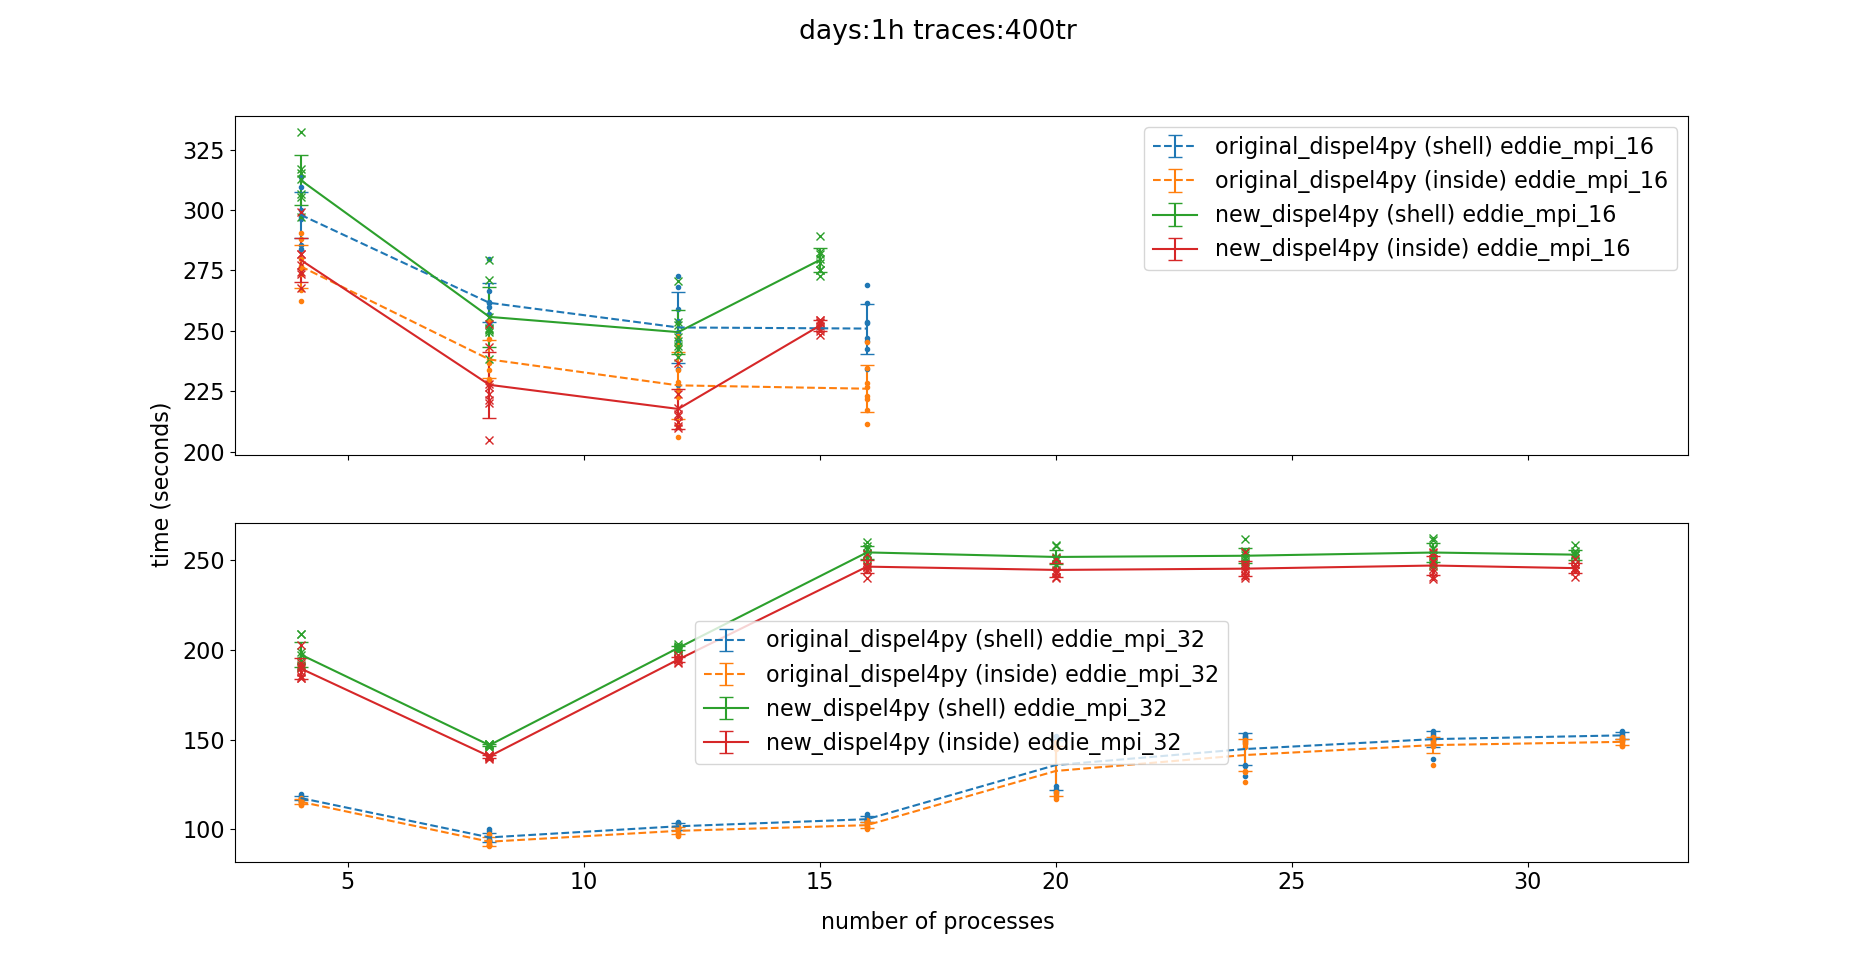 days:1h traces:400tr
325
300
275
250
225
200
original_dispel4py (shell) eddie_mpi_16
original_dispel4py (inside) eddie_mpi_16
new_dispel4py (shell) eddie_mpi_16
new_dispel4py (inside) eddie_mpi_16
time (seconds)
250
200
150
100
original_dispel4py (shell) eddie_mpi_32
original_dispel4py (inside) eddie_mpi_32
new_dispel4py (shell) eddie_mpi_32
new_dispel4py (inside) eddie_mpi_32
5 10 15 20 25 30
number of processes